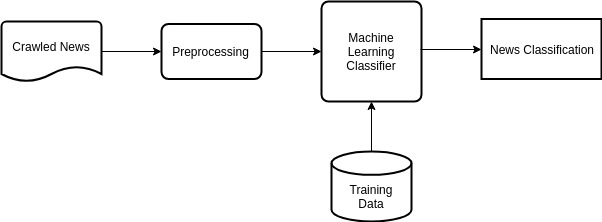 Crawled News
Preprocessing
Machine
Learning
Classifier
News Classification
Training
Data